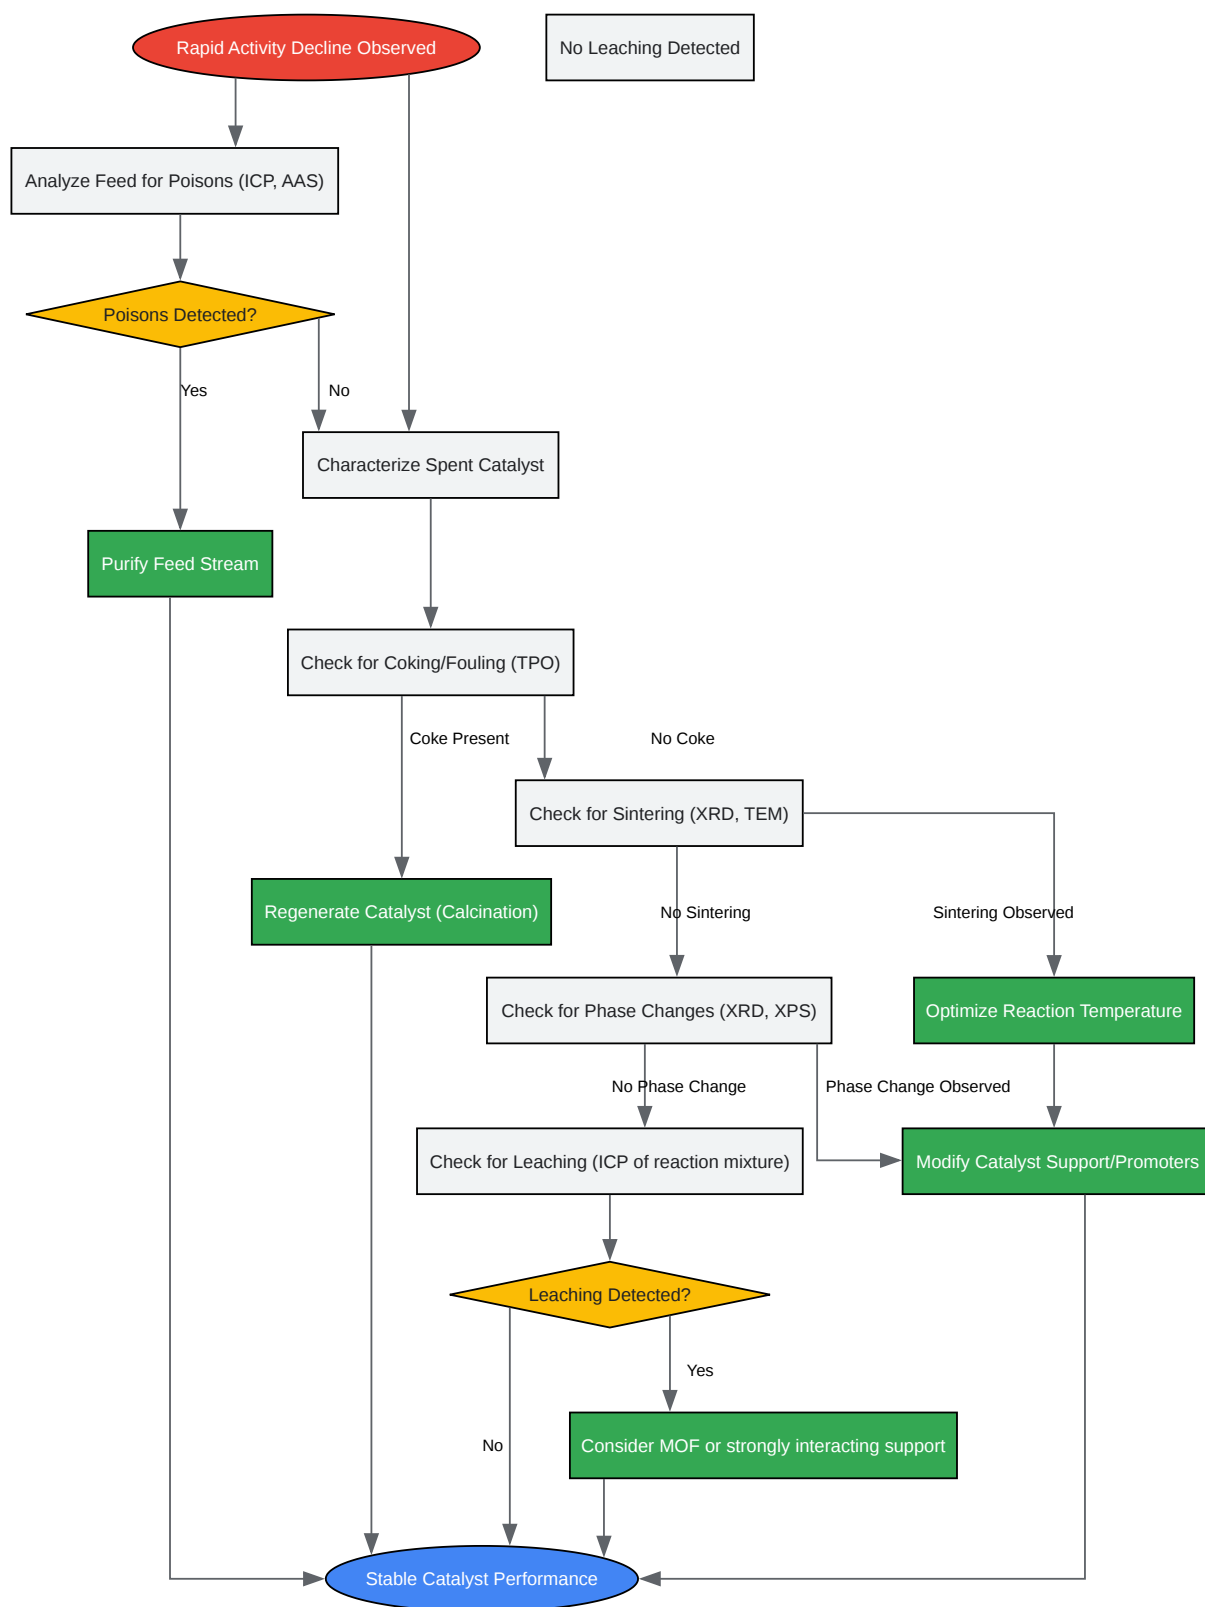 Rapid Activity Decline Observed
No Leaching Detected
Analyze Feed for Poisons (ICP, AAS)
Poisons Detected?
Yes
No
Characterize Spent Catalyst
Purify Feed Stream
Check for Coking/Fouling (TPO)
Coke Present
No Coke
Check for Sintering (XRD, TEM)
Regenerate Catalyst (Calcination)
No Sintering
Sintering Observed
Check for Phase Changes (XRD, XPS)
Optimize Reaction Temperature
No Phase Change
Phase Change Observed
Check for Leaching (ICP of reaction mixture)
Modify Catalyst Support/Promoters
Leaching Detected?
Yes
No
Consider MOF or strongly interacting support
Stable Catalyst Performance